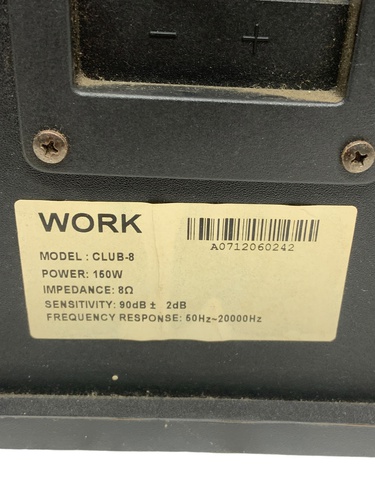 − +
WORK
A0712060242
MODEL : CLUB-8
POWER: 150W
IMPEDANCE: 8Ω
SENSITIVITY: 90dB ± 2dB
FREQUENCY RESPONSE: 50Hz~20000Hz